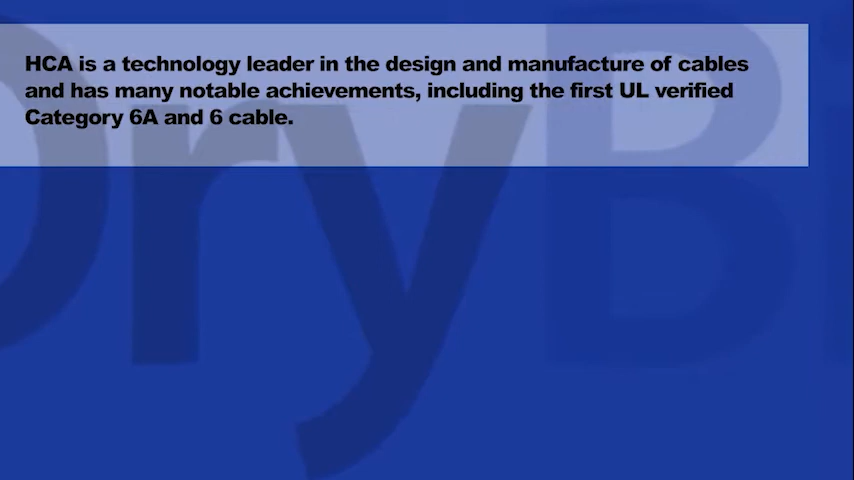 HCA is a technology leader in the design and manufacture of cables
and has many notable achievements, including the first UL verified
Category 6A and 6 cable.
DryBi